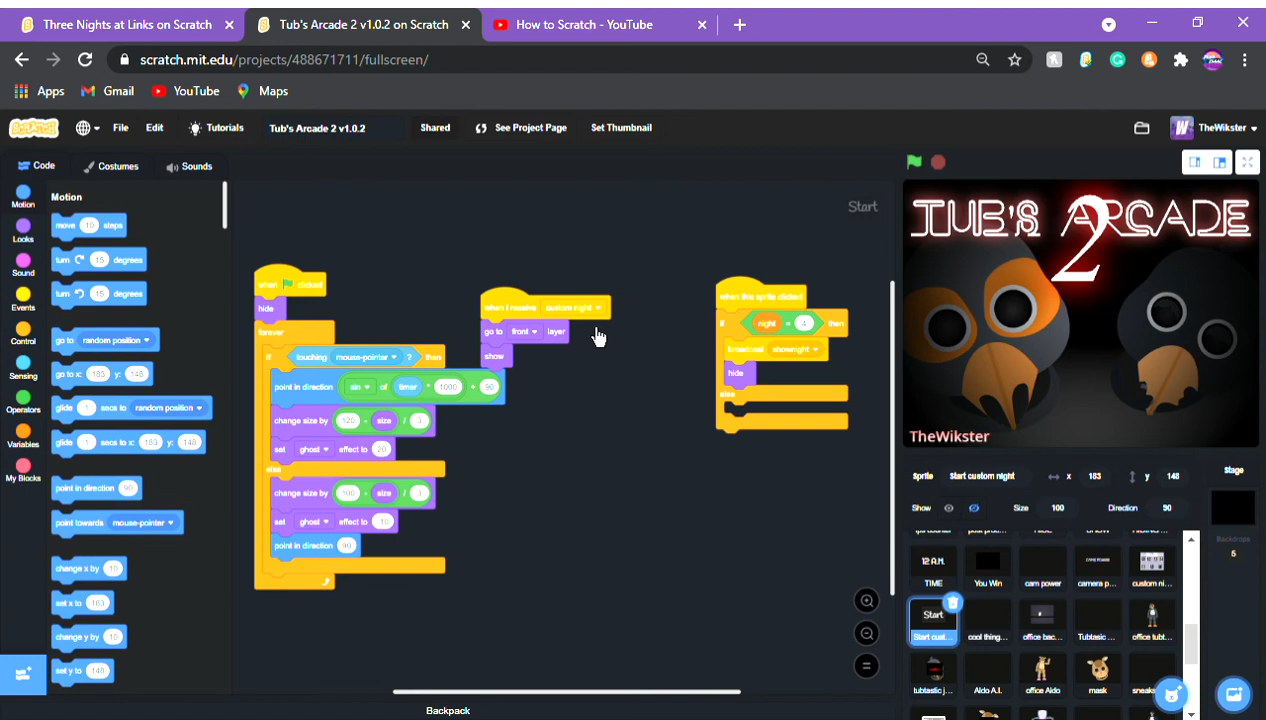 Three Nights at Links on Scratch
Tub's Arcade 2 v1.0.2 on Scratch
How to Scratch - YouTube
scratch.mit.edu/projects/488671711/fullscreen/
Apps
Gmail
YouTube
Maps
SCRATCH
File
Edit
Tutorials
Tub's Arcade 2 v1.0.2
Shared
See Project Page
Set Thumbnail
TheWikster
Code
Costumes
Sounds
Motion
Looks
Sound
Events
Control
Sensing
Operators
Variables
My Blocks
Motion
move 10 steps
turn 15 degrees
turn 15 degrees
go to random position
go to x: 183 y: 148
glide 1 secs to random position
glide 1 secs to x: 183 y: 148
point in direction 90
point towards mouse-pointer
change x by 10
set x to 183
change y by 10
set y to 148
when clicked
hide
forever
if touching mouse-pointer ? then
point in direction sin of timer * 1000 + 90
change size by 120 - size / 3
set ghost effect to 20
else
change size by 100 - size / 3
set ghost effect to 10
point in direction 90
when I receive custom night
go to front layer
show
when this sprite clicked
if night = 4 then
broadcast shownight
hide
else
Start
TUB'S ARCADE
2
TheWikster
Sprite
Start custom night
x 183
y 148
Show
Size 100
Direction 90
Stage
Backdrops
5
12 A.M.
TIME
You Win
cam power
camera p...
custom ni...
Start
Start cust...
cool thing...
office bac...
Tubtastic ...
office tubt...
tubtastic j...
Aldo A.I.
office Aldo
mask
Backpack